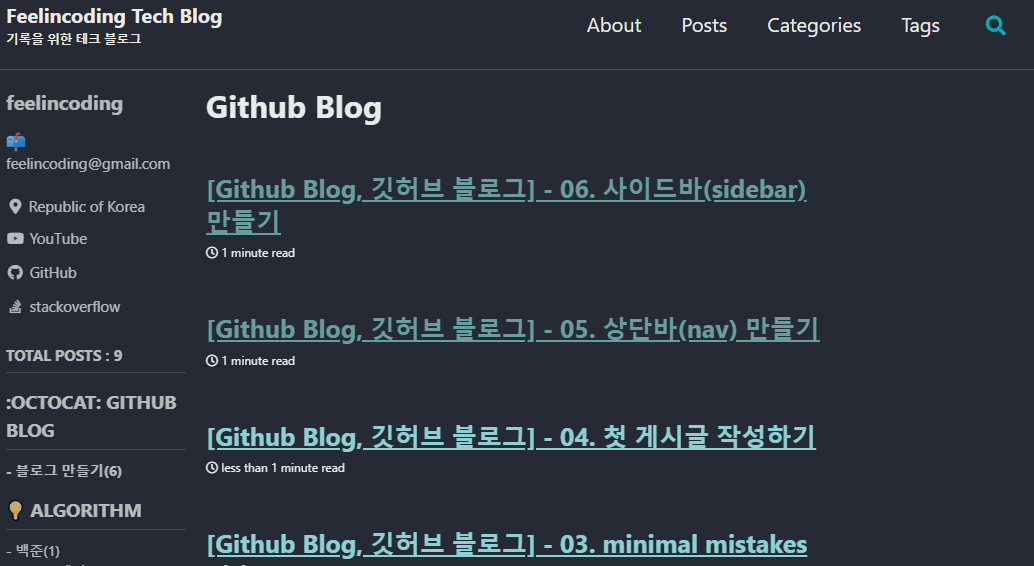 Feelincoding Tech Blog
기록을 위한 테크 블로그
About Posts Categories Tags
feelincoding
feelincoding@gmail.com
Republic of Korea
YouTube
GitHub
stackoverflow
TOTAL POSTS : 9
:OCTOCAT: GITHUB
BLOG
- 블로그 만들기(6)
ALGORITHM
- 백준(1)
Github Blog
[Github Blog, 깃허브 블로그] - 06. 사이드바(sidebar)
만들기
1 minute read
[Github Blog, 깃허브 블로그] - 05. 상단바(nav) 만들기
1 minute read
[Github Blog, 깃허브 블로그] - 04. 첫 게시글 작성하기
less than 1 minute read
[Github Blog, 깃허브 블로그] - 03. minimal mistakes